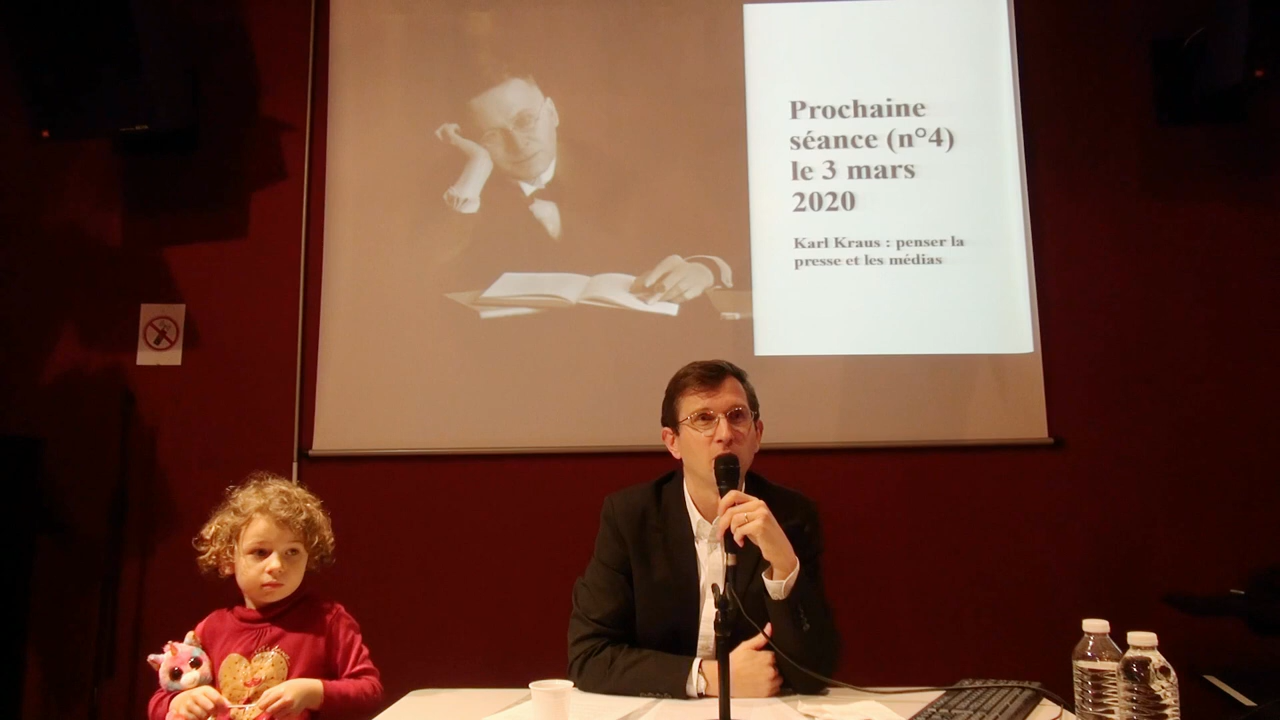 Prochaine
séance (n°4)
le 3 mars
2020
Karl Kraus : penser la
presse et les médias